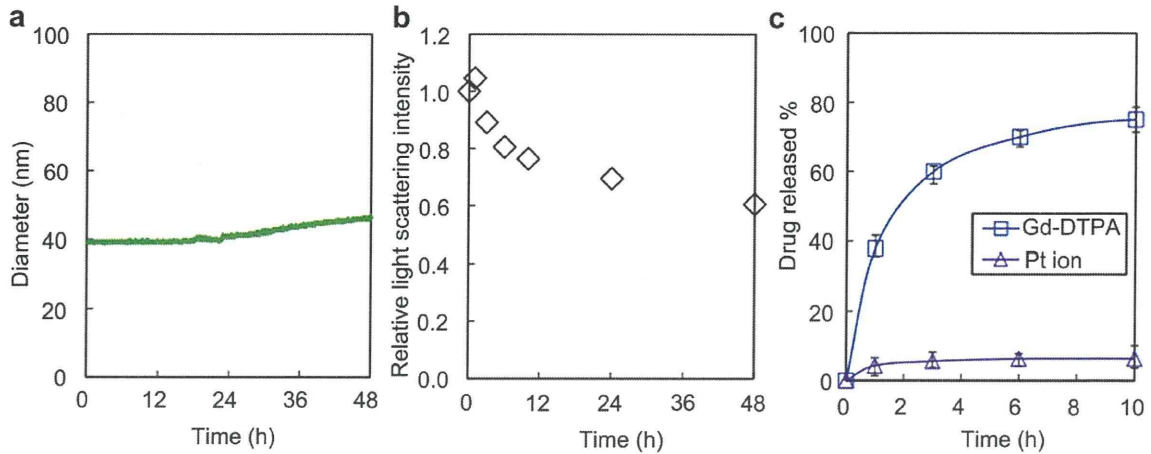 a
100
80
60
40
20
0
0 12 24 36 48
Diameter (nm)
Time (h)
b
1.2
1.0
0.8
0.6
0.4
0.2
0.0
0 12 24 36 48
Relative light scattering intensity
Time (h)
c
100
80
60
40
20
0
0 2 4 6 8 10
Drug released %
Time (h)
Gd-DTPA
Pt ion